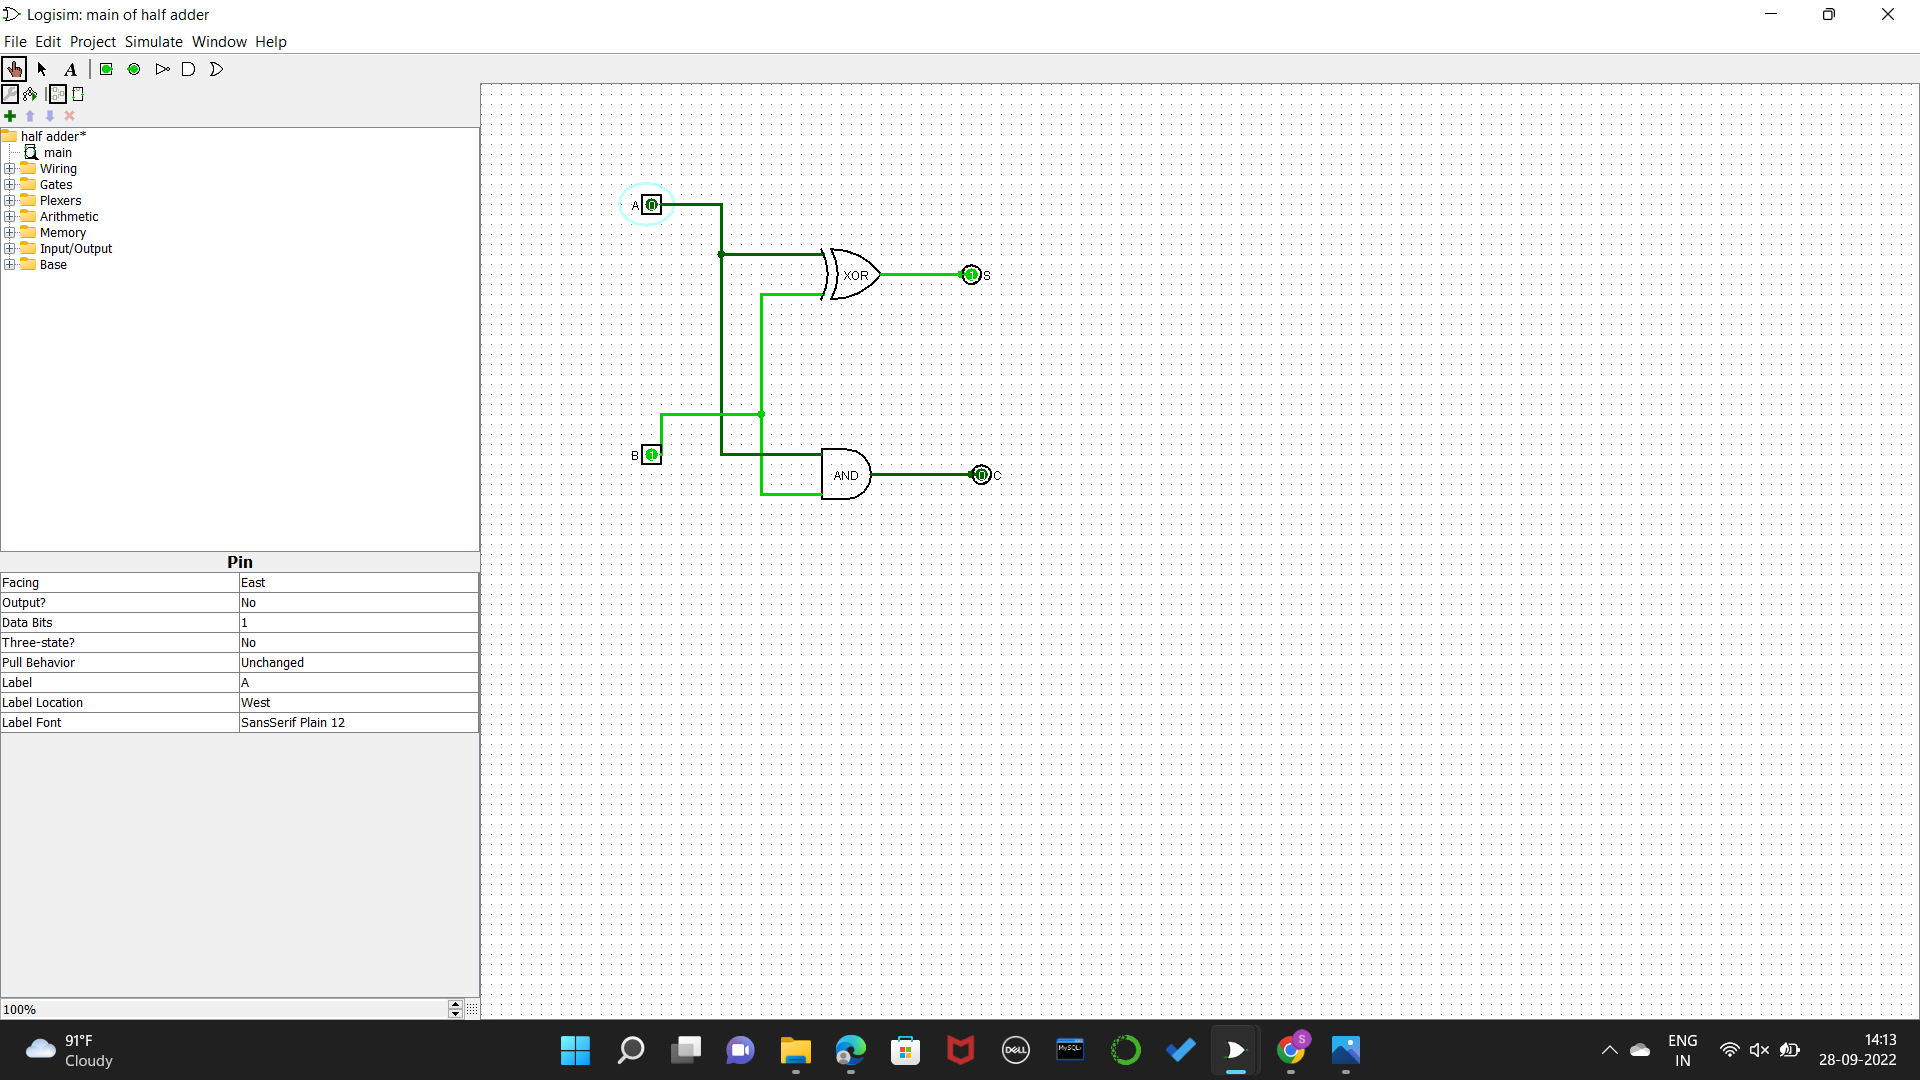 Logisim: main of half adder
File Edit Project Simulate Window Help
A
half adder*
main
Wiring
Gates
Plexers
Arithmetic
Memory
Input/Output
Base
A 0
XOR
1 S
B 1
AND
0 C
Pin
Facing East
Output? No
Data Bits 1
Three-state? No
Pull Behavior Unchanged
Label A
Label Location West
Label Font SansSerif Plain 12
100%
91°F
Cloudy
DELL
MySQL
S
ENG
IN
14:13
28-09-2022